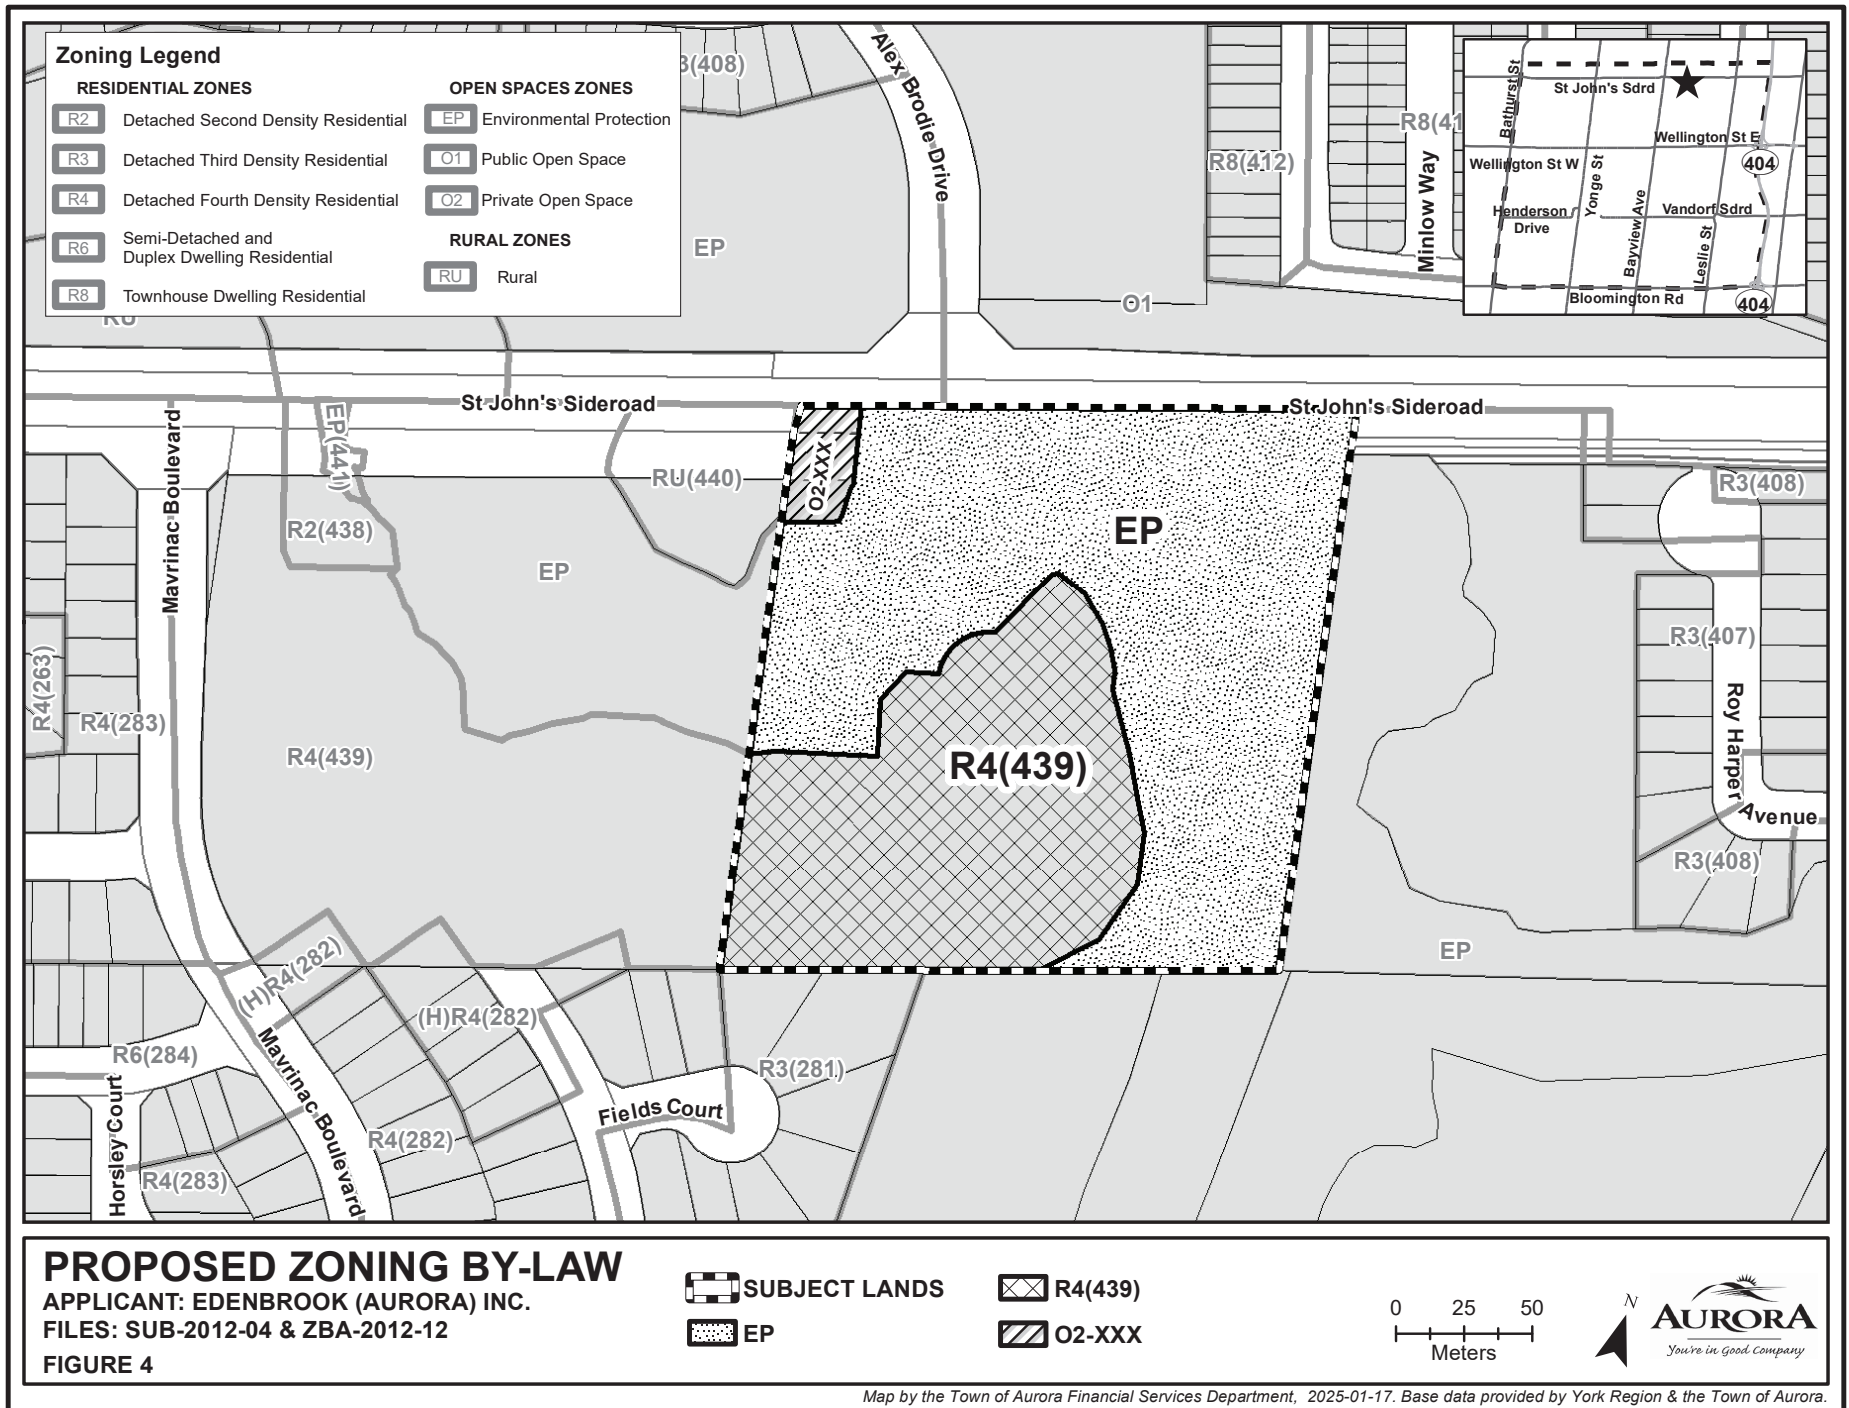 Zoning Legend
RESIDENTIAL ZONES
R2 Detached Second Density Residential
R3 Detached Third Density Residential
R4 Detached Fourth Density Residential
R6 Semi-Detached and
Duplex Dwelling Residential
R8 Townhouse Dwelling Residential
OPEN SPACES ZONES
EP Environmental Protection
O1 Public Open Space
O2 Private Open Space
RURAL ZONES
RU Rural
3(408)
Alex Brodie Drive
R8(412)
R8(41
Minlow Way
EP
O1
RU
Bathurst St
St John's Sdrd
Wellington St E
Wellington St W
404
Yonge St
Henderson
Drive
Bayview Ave
Vandorf Sdrd
Leslie St
Bloomington Rd
404
St John's Sideroad
St John's Sideroad
Mavrinac Boulevard
EP(441)
R2(438)
EP
RU(440)
O2-XXX
EP
R3(408)
R3(407)
Roy Harper
Avenue
R3(408)
R4(263)
R4(283)
R4(439)
R4(439)
EP
(H)R4(282)
(H)R4(282)
Mavrinac Boulevard
R6(284)
Horsley Court
R4(283)
R4(282)
Fields Court
R3(281)
PROPOSED ZONING BY-LAW
APPLICANT: EDENBROOK (AURORA) INC.
FILES: SUB-2012-04 & ZBA-2012-12
FIGURE 4
SUBJECT LANDS
EP
R4(439)
O2-XXX
0 25 50
Meters
N
AURORA
You're in Good Company
Map by the Town of Aurora Financial Services Department, 2025-01-17. Base data provided by York Region & the Town of Aurora.